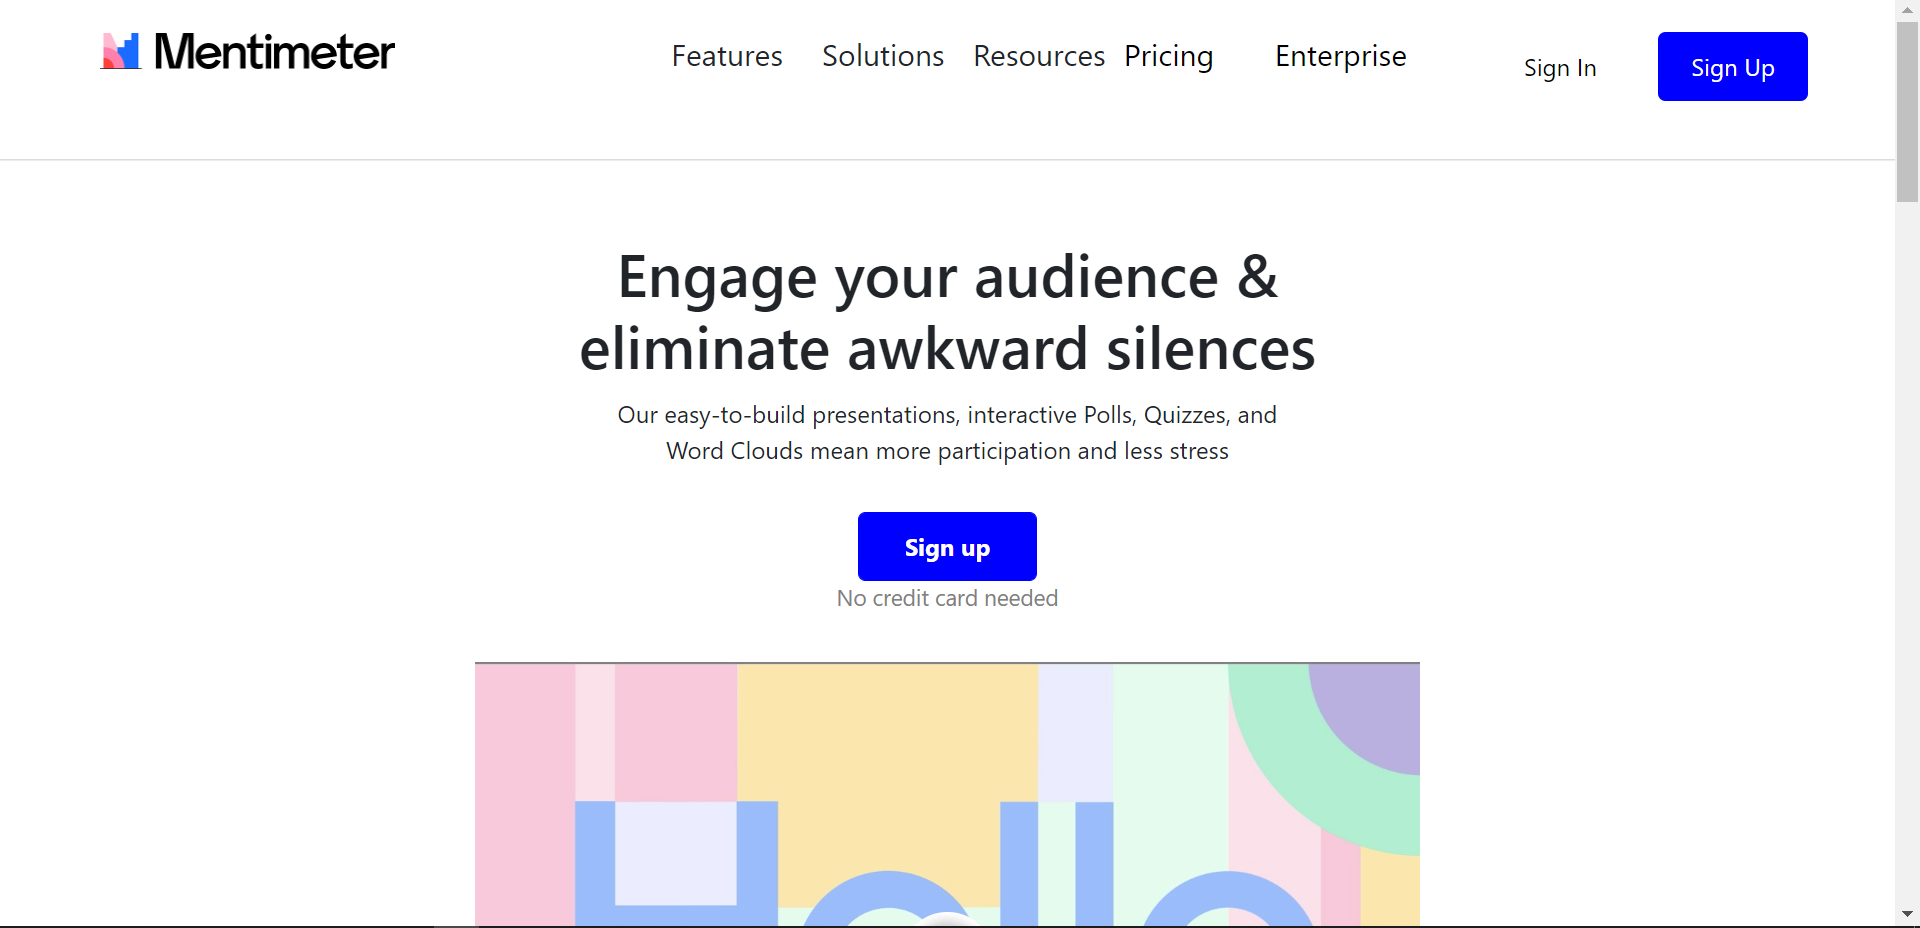 Mentimeter
Features Solutions Resources Pricing Enterprise Sign In Sign Up
Engage your audience &
eliminate awkward silences
Our easy-to-build presentations, interactive Polls, Quizzes, and
Word Clouds mean more participation and less stress
Sign up
No credit card needed
Hello